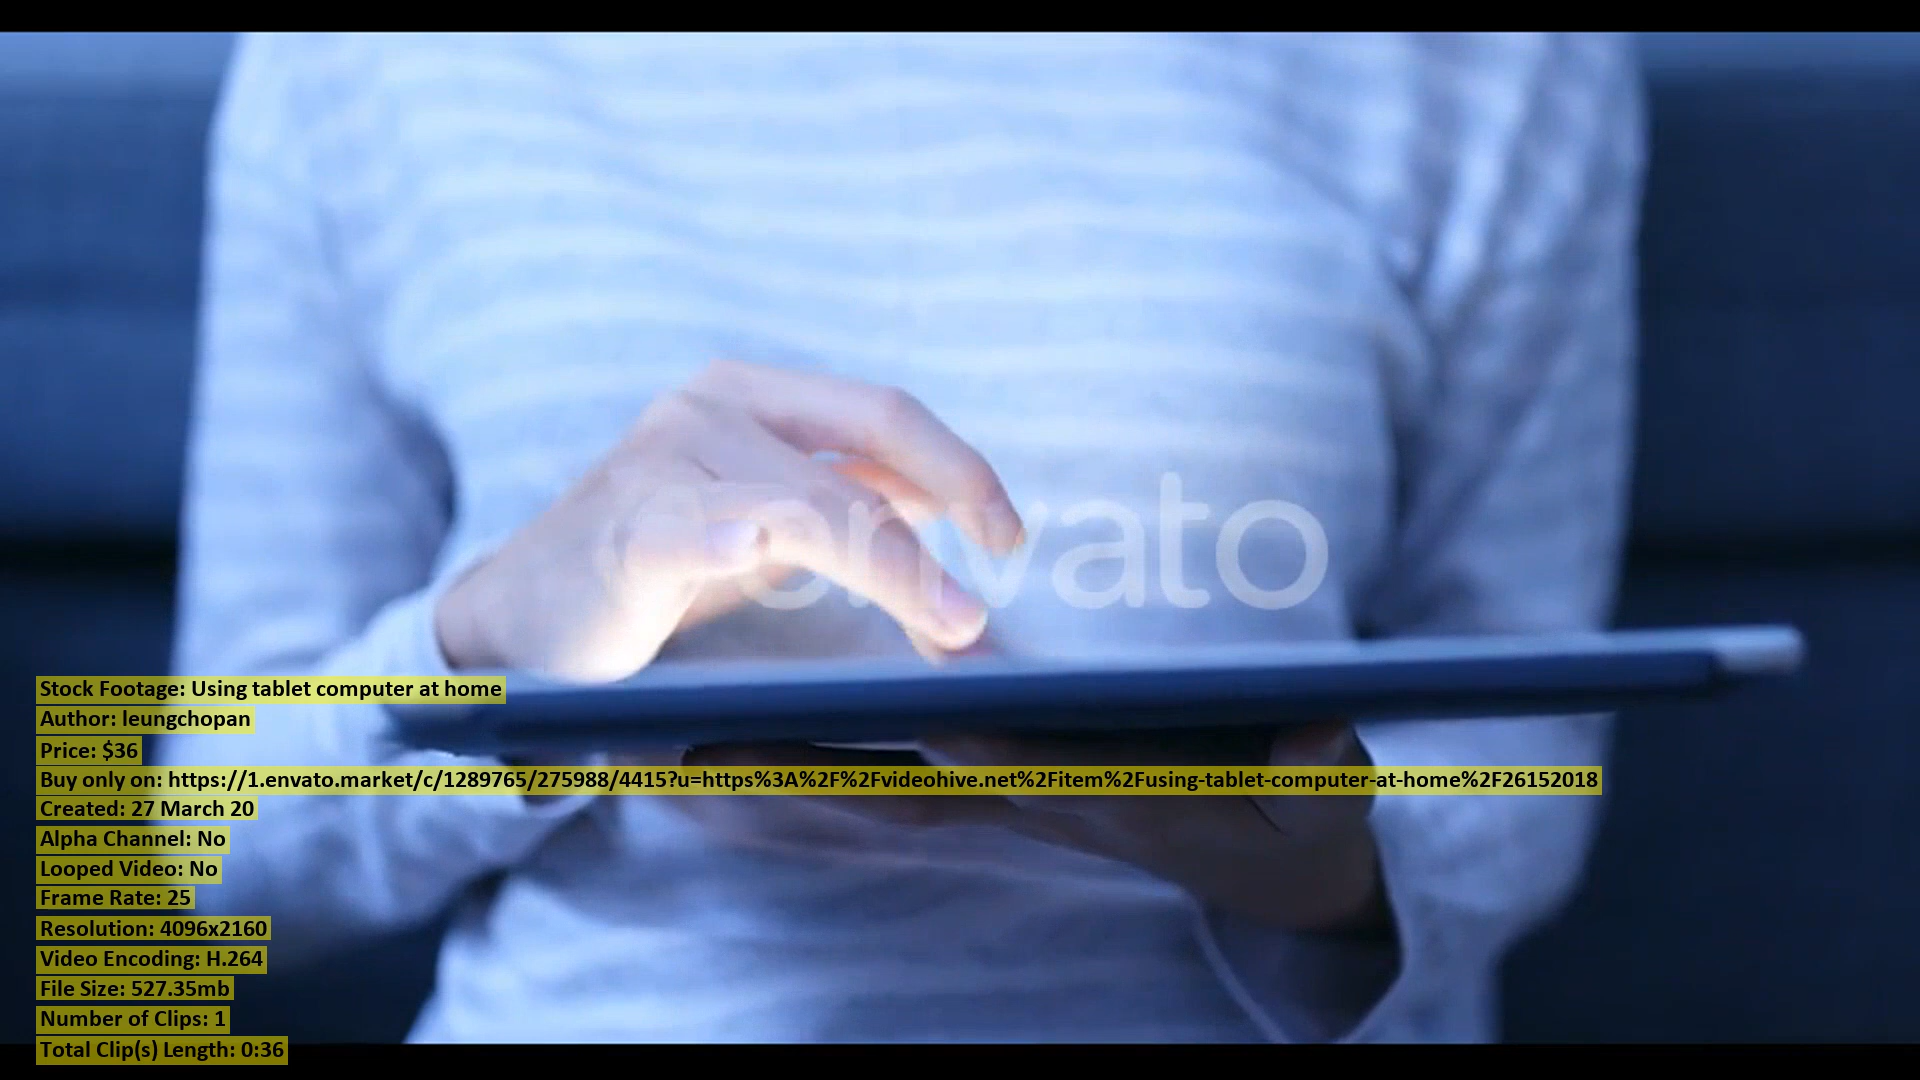 envato
Stock Footage: Using tablet computer at home
Author: leungchopan
Price: $36
Buy only on: https://1.envato.market/c/1289765/275988/4415?u=https%3A%2F%2Fvideohive.net%2Fitem%2Fusing-tablet-computer-at-home%2F26152018
Created: 27 March 20
Alpha Channel: No
Looped Video: No
Frame Rate: 25
Resolution: 4096x2160
Video Encoding: H.264
File Size: 527.35mb
Number of Clips: 1
Total Clip(s) Length: 0:36